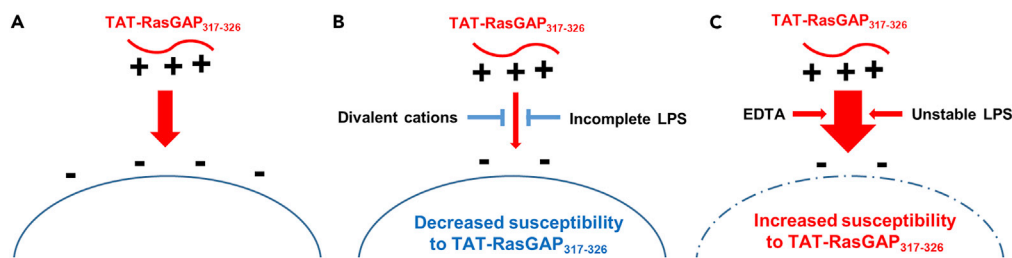 A
TAT-RasGAP317-326
+ + +
- - - -
B
TAT-RasGAP317-326
+ + +
Divalent cations
Incomplete LPS
- -
Decreased susceptibility
to TAT-RasGAP317-326
C
TAT-RasGAP317-326
+ + +
EDTA
Unstable LPS
- -
Increased susceptibility
to TAT-RasGAP317-326